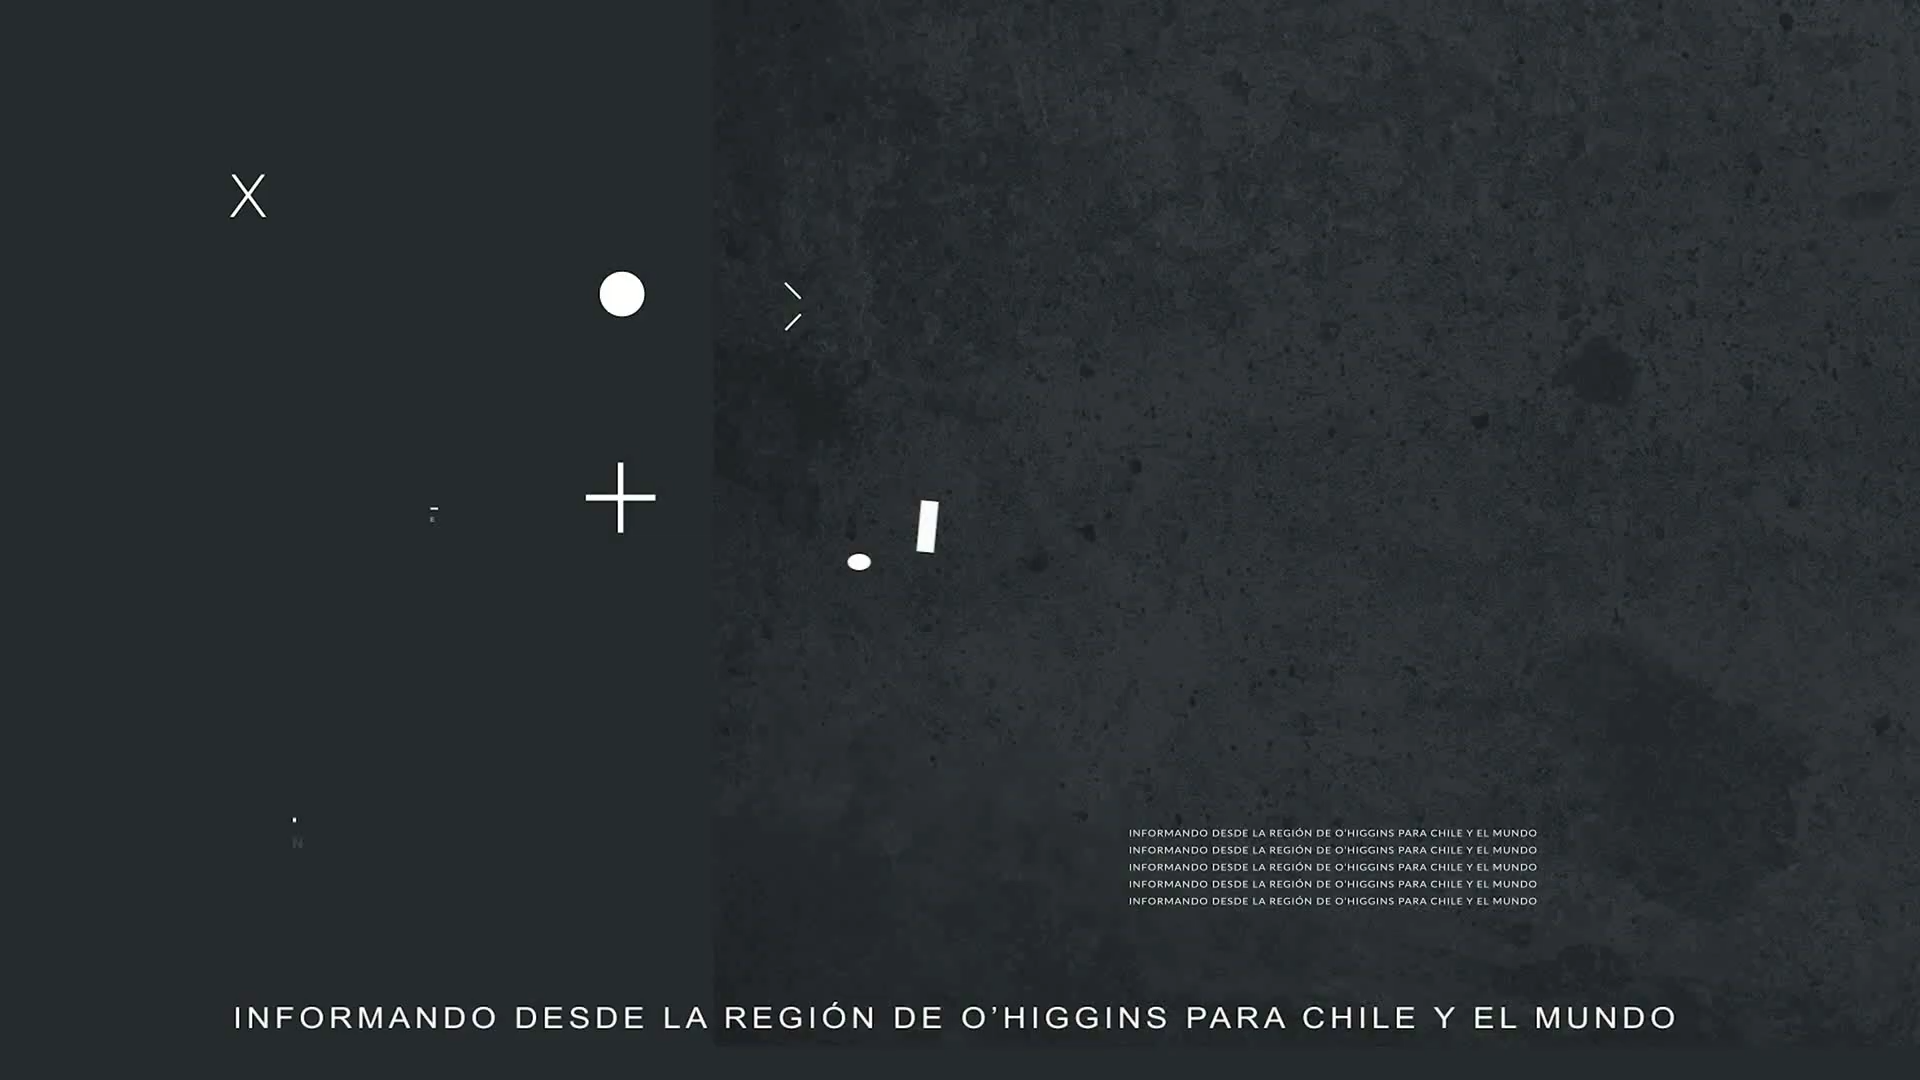 X
E
N
INFORMANDO DESDE LA REGIÓN DE O'HIGGINS PARA CHILE Y EL MUNDO
INFORMANDO DESDE LA REGIÓN DE O'HIGGINS PARA CHILE Y EL MUNDO
INFORMANDO DESDE LA REGIÓN DE O'HIGGINS PARA CHILE Y EL MUNDO
INFORMANDO DESDE LA REGIÓN DE O'HIGGINS PARA CHILE Y EL MUNDO
INFORMANDO DESDE LA REGIÓN DE O'HIGGINS PARA CHILE Y EL MUNDO
INFORMANDO DESDE LA REGIÓN DE O’HIGGINS PARA CHILE Y EL MUNDO